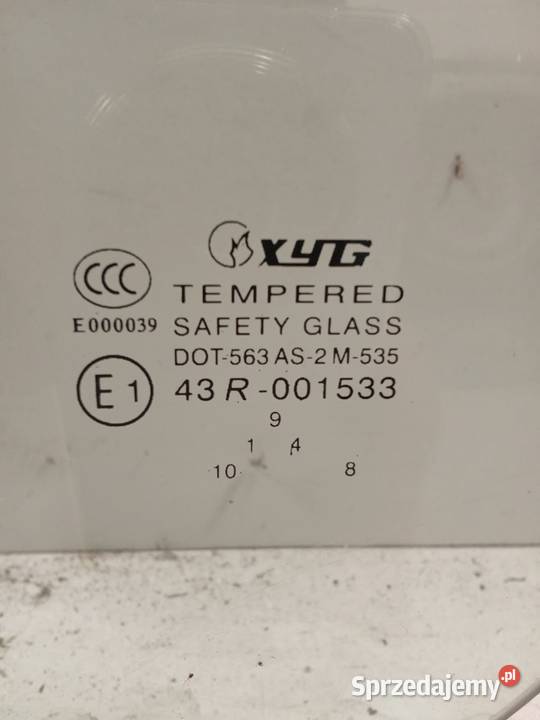 XYG
CCC
TEMPERED
E000039
SAFETY GLASS
DOT-563 AS-2 M-535
E1
43 R -001533
9
1 4
10 8
Sprzedajemy.pl